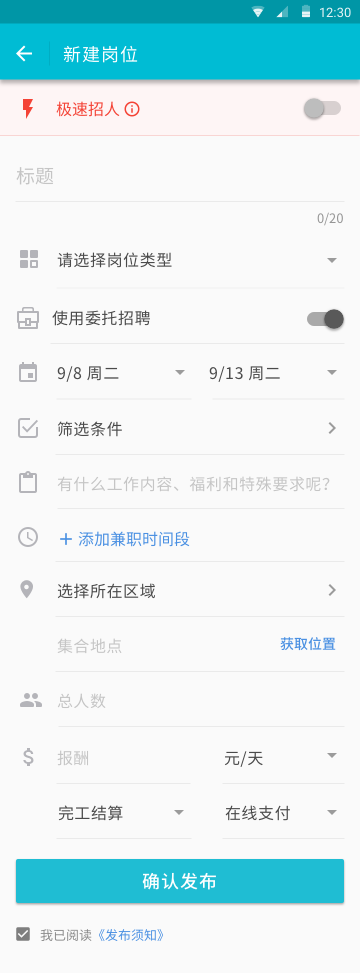 12:30
新建岗位
极速招人
标题
0/20
请选择岗位类型
使用委托招聘
9/8 周二 9/13 周二
筛选条件
有什么工作内容、福利和特殊要求呢?
+ 添加兼职时间段
选择所在区域
集合地点 获取位置
总人数
$ 报酬 元/天
完工结算 在线支付
确认发布
我已阅读《发布须知》